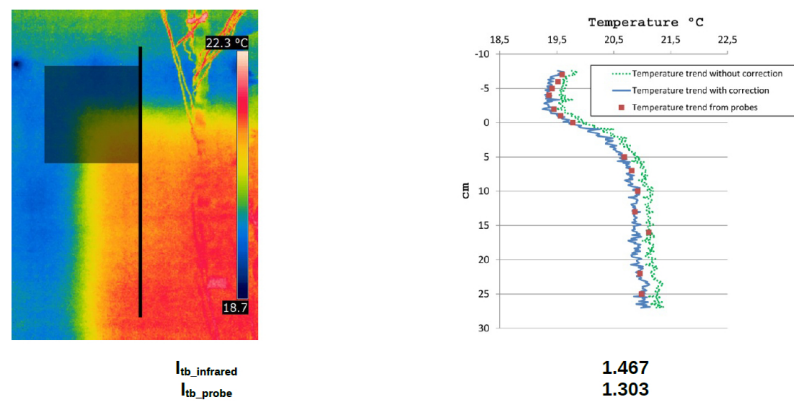 22.3 ºC
18.7
Temperature ºC
18,5 19,5 20,5 21,5 22,5
-10
-5
0
5
10
15
20
25
30
cm
Temperature trend without correction
Temperature trend with correction
Temperature trend from probes
Itb_infrared 1.467
Itb_probe 1.303